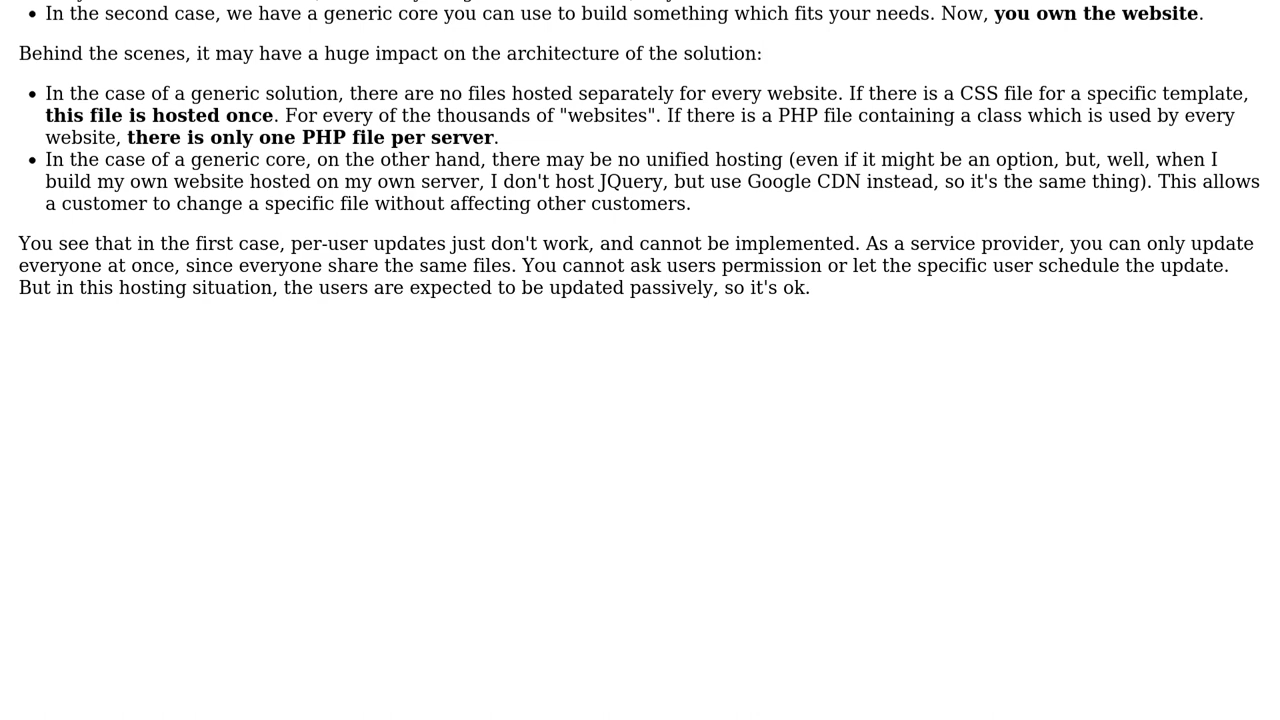 In the second case, we have a generic core you can use to build something which fits your needs. Now, you own the website.
Behind the scenes, it may have a huge impact on the architecture of the solution:
In the case of a generic solution, there are no files hosted separately for every website. If there is a CSS file for a specific template,
this file is hosted once. For every of the thousands of "websites". If there is a PHP file containing a class which is used by every
website, there is only one PHP file per server.
In the case of a generic core, on the other hand, there may be no unified hosting (even if it might be an option, but, well, when I
build my own website hosted on my own server, I don't host JQuery, but use Google CDN instead, so it's the same thing). This allows
a customer to change a specific file without affecting other customers.
You see that in the first case, per-user updates just don't work, and cannot be implemented. As a service provider, you can only update
everyone at once, since everyone share the same files. You cannot ask users permission or let the specific user schedule the update.
But in this hosting situation, the users are expected to be updated passively, so it's ok.